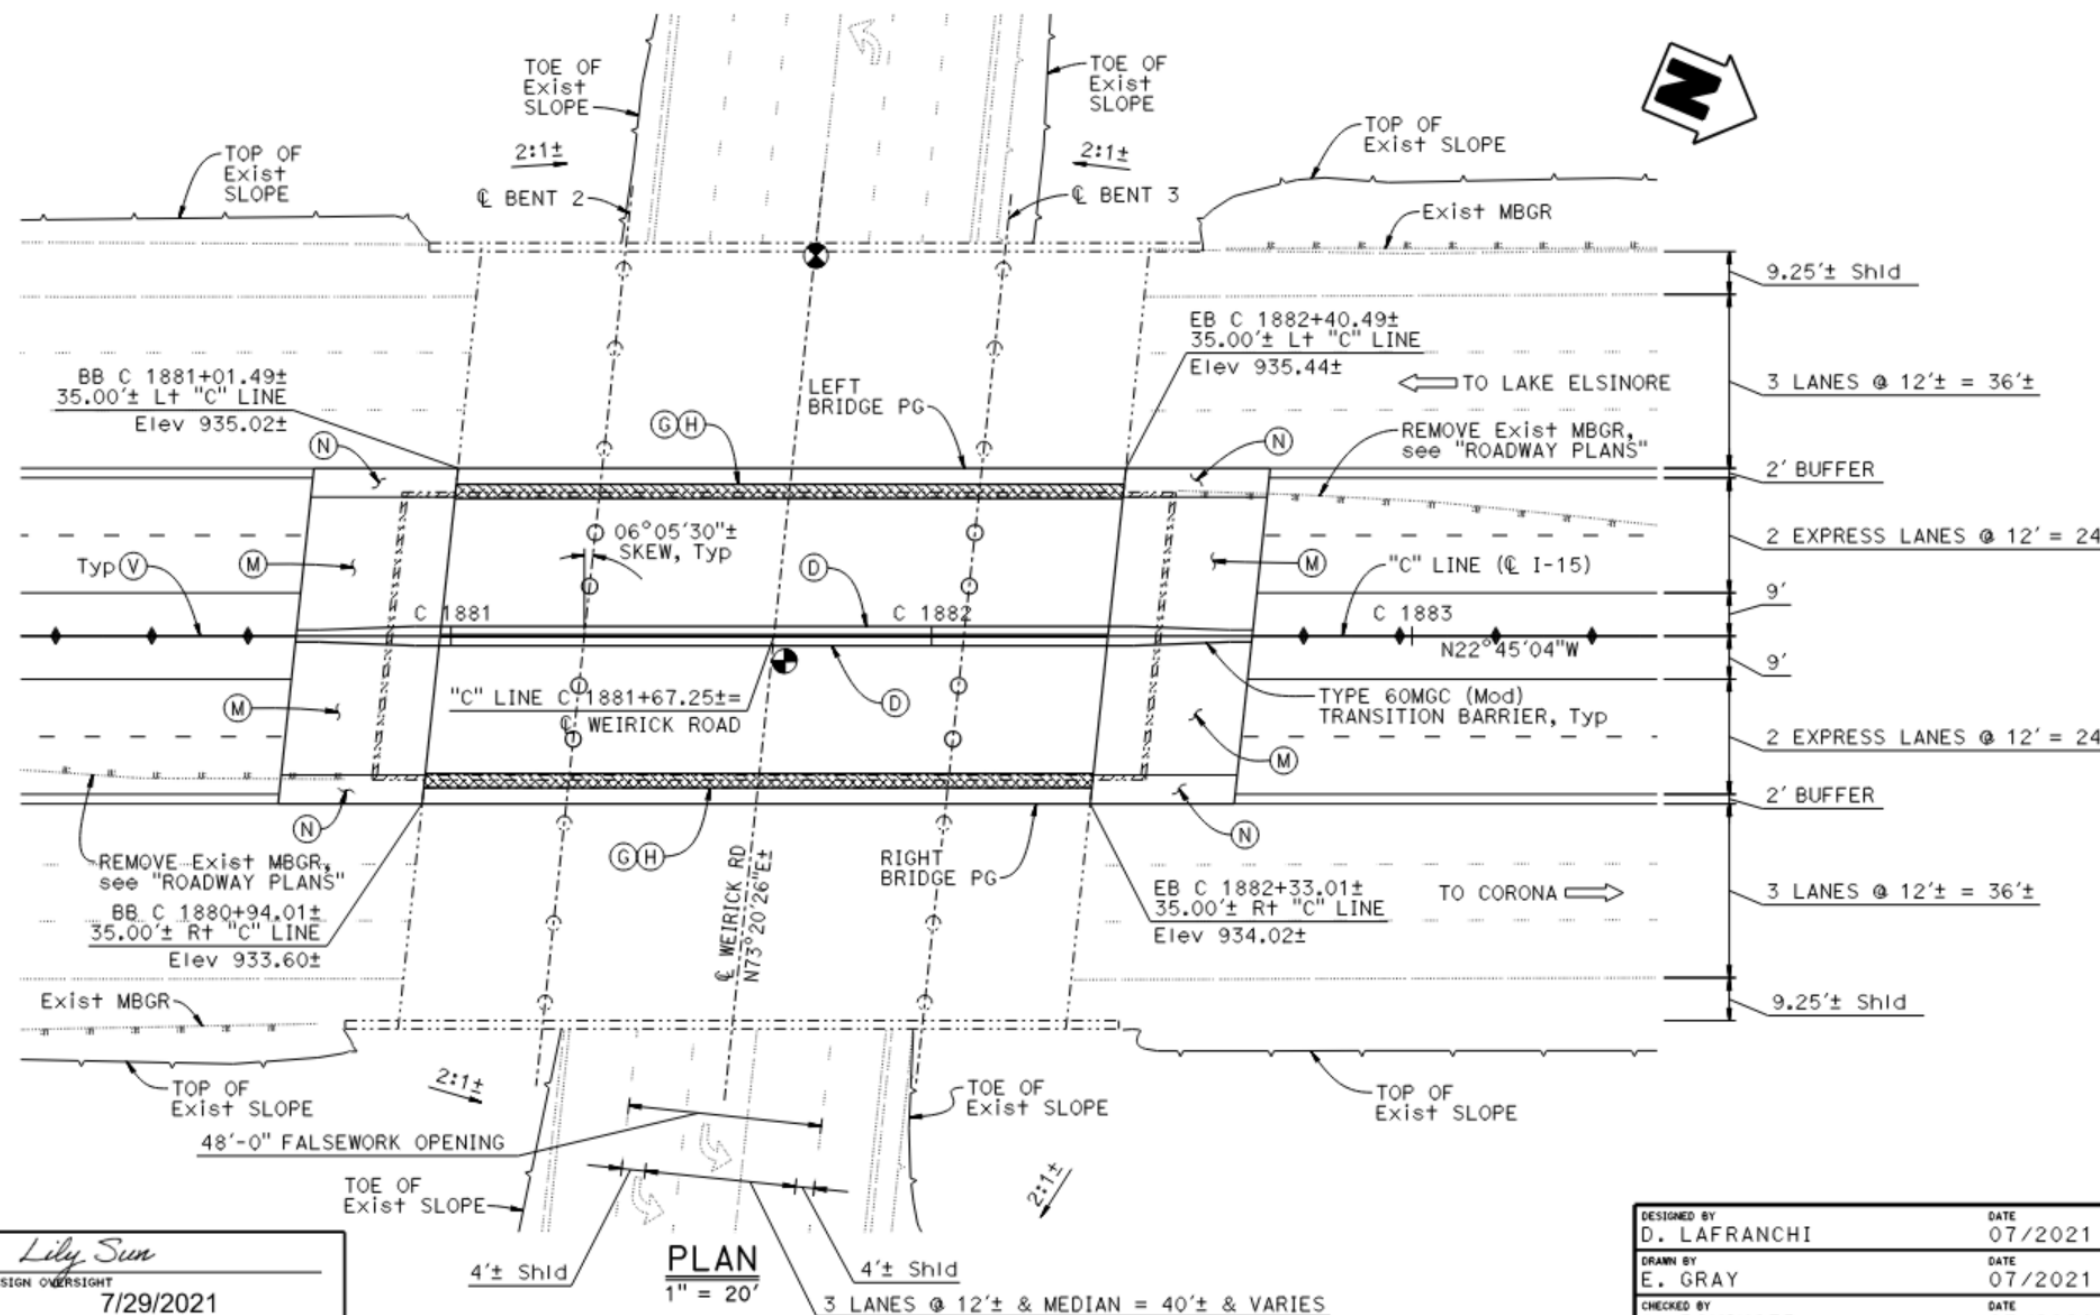 TOE OF
Exist
SLOPE
TOE OF
Exist
SLOPE
N
TOP OF
Exist
SLOPE
2:1±
2:1±
TOP OF
Exist SLOPE
℄ BENT 2
℄ BENT 3
Exist MBGR
9.25'± Shld
EB C 1882+40.49±
35.00'± Lt "C" LINE
Elev 935.44±
BB C 1881+01.49±
35.00'± Lt "C" LINE
Elev 935.02±
LEFT
BRIDGE PG
TO LAKE ELSINORE
3 LANES @ 12'± = 36'±
G H
N
N
REMOVE Exist MBGR,
see "ROADWAY PLANS"
2' BUFFER
06°05'30"±
SKEW, Typ
2 EXPRESS LANES @ 12' = 24
Typ V
M
D
M
"C" LINE (℄ I-15)
9'
C 1881
C 1882
C 1883
N22°45'04"W
9'
M
"C" LINE C 1881+67.25±=
℄ WEIRICK ROAD
D
TYPE 60MGC (Mod)
TRANSITION BARRIER, Typ
M
2 EXPRESS LANES @ 12' = 24
2' BUFFER
N
N
REMOVE Exist MBGR,
see "ROADWAY PLANS"
G H
℄ WEIRICK RD
N73°20'26"E±
RIGHT
BRIDGE PG
BB C 1880+94.01±
35.00'± Rt "C" LINE
Elev 933.60±
EB C 1882+33.01±
35.00'± Rt "C" LINE
Elev 934.02±
TO CORONA
3 LANES @ 12'± = 36'±
Exist MBGR
9.25'± Shld
TOP OF
Exist SLOPE
2:1±
TOE OF
Exist SLOPE
TOP OF
Exist SLOPE
48'-0" FALSEWORK OPENING
TOE OF
Exist SLOPE
2:1±
4'± Shld
PLAN
1" = 20'
4'± Shld
3 LANES @ 12'± & MEDIAN = 40'± & VARIES
Lily Sun
SIGN OVERSIGHT
7/29/2021
DESIGNED BY DATE
D. LAFRANCHI 07/2021
DRAWN BY DATE
E. GRAY 07/2021
CHECKED BY DATE